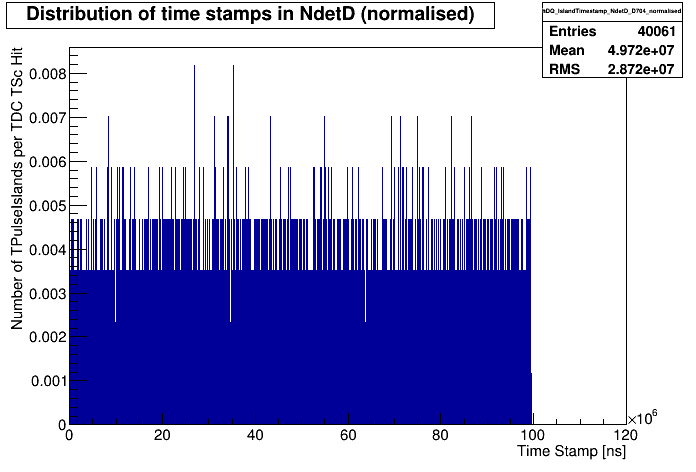 Distribution of time stamps in NdetD (normalised)
hDQ_IslandTimestamp_NdetD_D704_normalised
Entries 40061
Mean 4.972e+07
RMS 2.872e+07
Number of TPulseIslands per TDC TSc Hit
0.008
0.007
0.006
0.005
0.004
0.003
0.002
0.001
0
0 20 40 60 80 100 120
×10⁶
Time Stamp [ns]